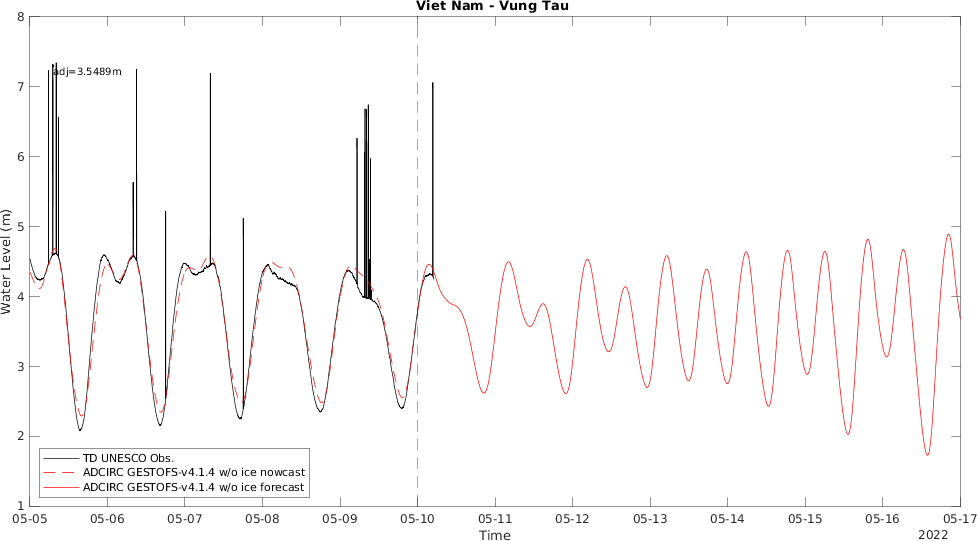 Viet Nam - Vung Tau
8
7
6
5
4
3
2
1
Water Level (m)
adj=3.5489m
TD UNESCO Obs.
ADCIRC GESTOFS-v4.1.4 w/o ice nowcast
ADCIRC GESTOFS-v4.1.4 w/o ice forecast
05-05 05-06 05-07 05-08 05-09 05-10 05-11 05-12 05-13 05-14 05-15 05-16 05-17
Time
2022